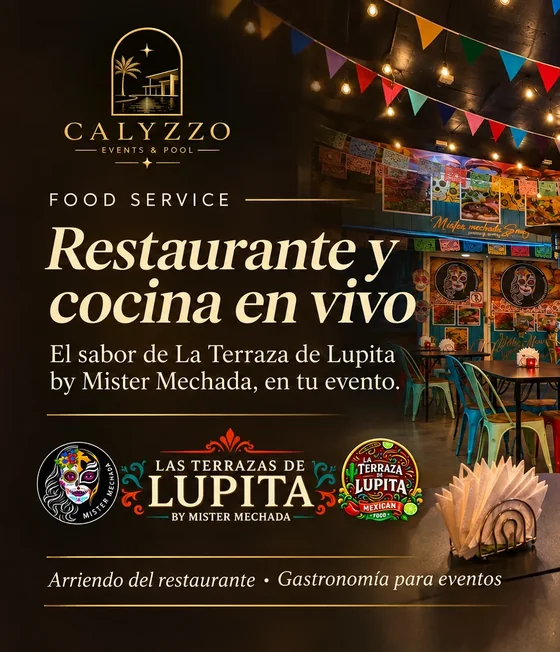 CALYZZO
EVENTS & POOL
FOOD SERVICE
Restaurante y
cocina en vivo
El sabor de La Terraza de Lupita
by Mister Mechada, en tu evento.
MISTER MECHADA
LAS TERRAZAS DE
LUPITA
BY MISTER MECHADA
LA
TERRAZA
DE
LUPITA
MEXICAN
FOOD
Arriendo del restaurante • Gastronomía para eventos
Mister mechada